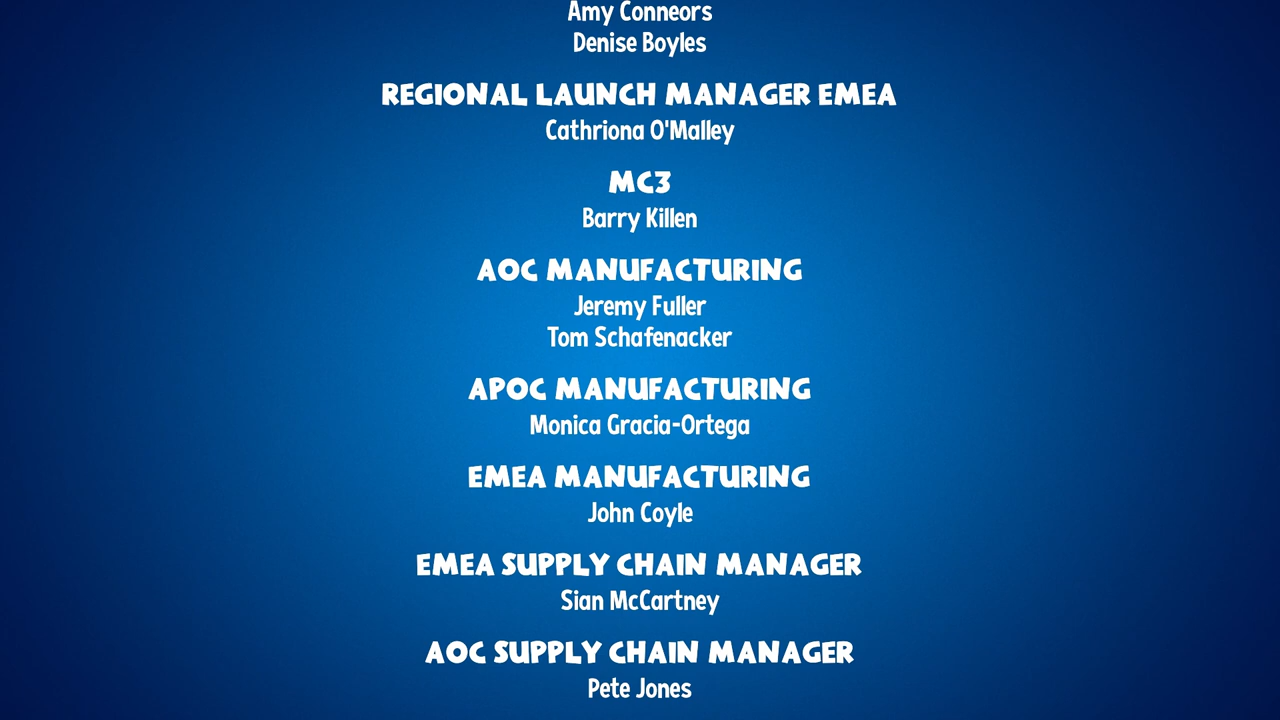 Amy Conneors
Denise Boyles
REGIONAL LAUNCH MANAGER EMEA
Cathriona O'Malley
MC3
Barry Killen
AOC MANUFACTURING
Jeremy Fuller
Tom Schafenacker
APOC MANUFACTURING
Monica Gracia-Ortega
EMEA MANUFACTURING
John Coyle
EMEA SUPPLY CHAIN MANAGER
Sian McCartney
AOC SUPPLY CHAIN MANAGER
Pete Jones